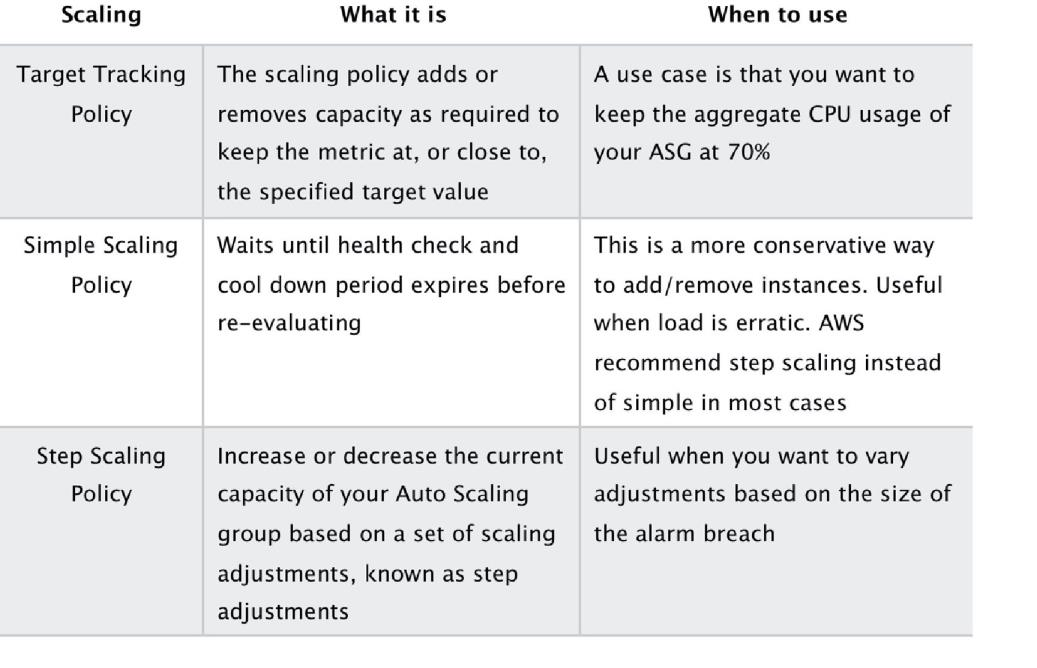 Scaling What it is When to use
Target Tracking
Policy
The scaling policy adds or
removes capacity as required to
keep the metric at, or close to,
the specified target value
A use case is that you want to
keep the aggregate CPU usage of
your ASG at 70%
Simple Scaling
Policy
Waits until health check and
cool down period expires before
re-evaluating
This is a more conservative way
to add/remove instances. Useful
when load is erratic. AWS
recommend step scaling instead
of simple in most cases
Step Scaling
Policy
Increase or decrease the current
capacity of your Auto Scaling
group based on a set of scaling
adjustments, known as step
adjustments
Useful when you want to vary
adjustments based on the size of
the alarm breach